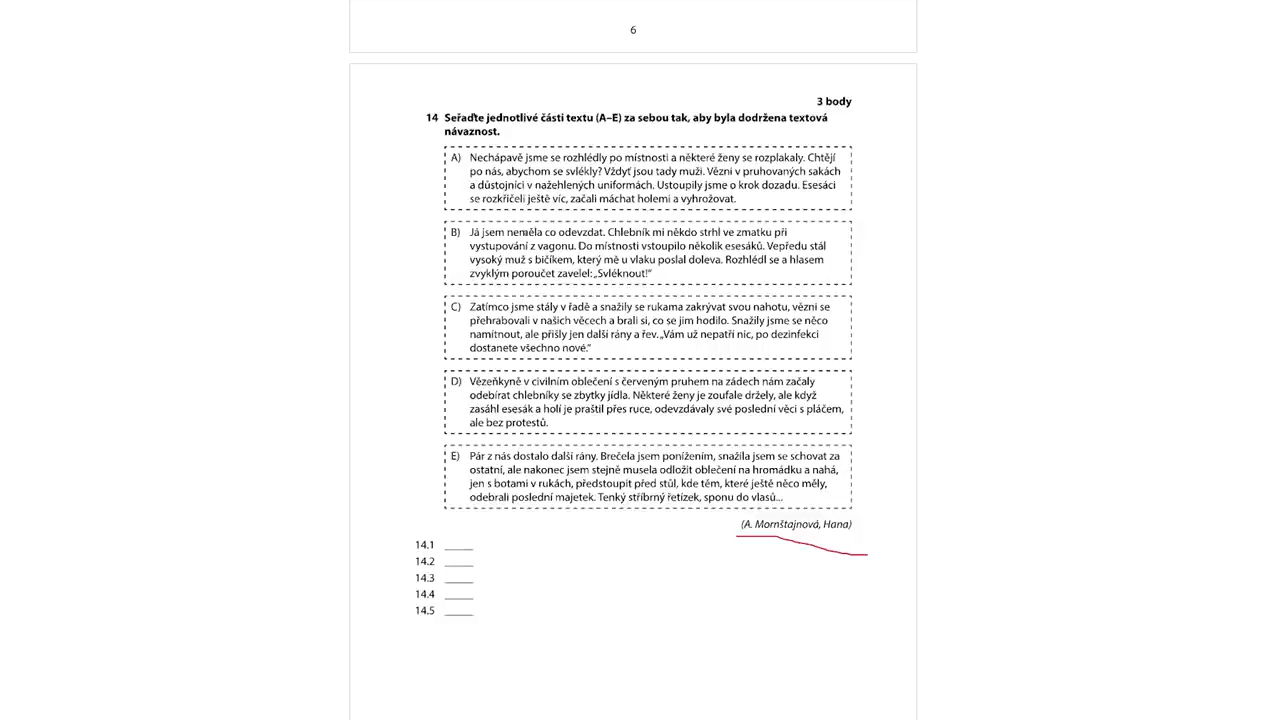 6
3 body
14 Seřaďte jednotlivé části textu (A–E) za sebou tak, aby byla dodržena textová
návaznost.
A) Nechápavě jsme se rozhlédly po místnosti a některé ženy se rozplakaly. Chtějí
po nás, abychom se svlékly? Vždyť jsou tady muži. Vězni v pruhovaných sakách
a důstojníci v nažehlených uniformách. Ustoupily jsme o krok dozadu. Esesáci
se rozkřičeli ještě víc, začali máchat holemi a vyhrožovat.
B) Já jsem neměla co odevzdat. Chlebník mi někdo strhl ve zmatku při
vystupování z vagonu. Do místnosti vstoupilo několik esesáků. Vepředu stál
vysoký muž s bičíkem, který mě u vlaku poslal doleva. Rozhlédl se a hlasem
zvyklým poroučet zavelel: „Svléknout!“
C) Zatímco jsme stály v řadě a snažily se rukama zakrývat svou nahotu, vězni se
přehrabovali v našich věcech a brali si, co se jim hodilo. Snažily jsme se něco
namítnout, ale přišly jen další rány a řev. „Vám už nepatří nic, po dezinfekci
dostanete všechno nové.“
D) Vězeňkyně v civilním oblečení s červeným pruhem na zádech nám začaly
odebírat chlebníky se zbytky jídla. Některé ženy je zoufale držely, ale když
zasáhl esesák a holí je praštil přes ruce, odevzdávaly své poslední věci s pláčem,
ale bez protestů.
E) Pár z nás dostalo další rány. Brečela jsem ponížením, snažila jsem se schovat za
ostatní, ale nakonec jsem stejně musela odložit oblečení na hromádku a nahá,
jen s botami v rukách, předstoupit před stůl, kde těm, které ještě něco měly,
odebrali poslední majetek. Tenký stříbrný řetízek, sponu do vlasů...
(A. Mornštajnová, Hana)
14.1 _____
14.2 _____
14.3 _____
14.4 _____
14.5 _____